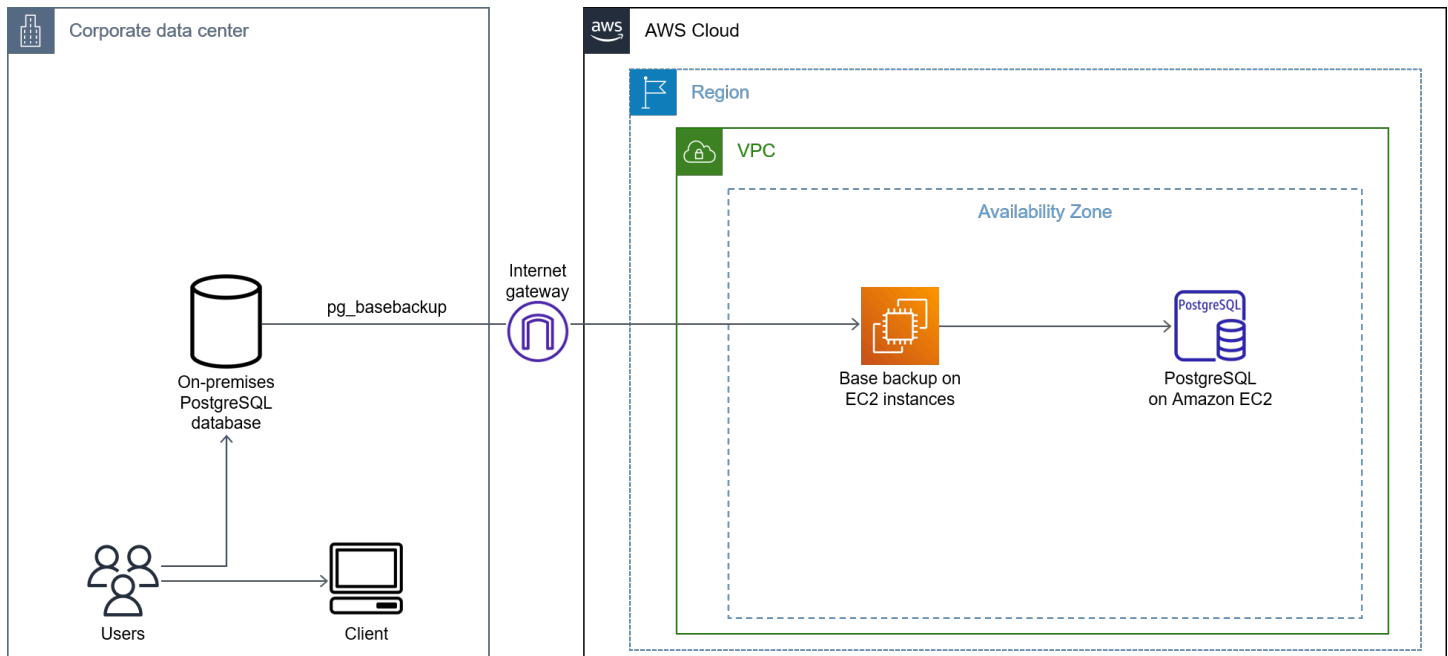 Corporate data center
aws
AWS Cloud
Region
VPC
Availability Zone
Internet
gateway
pg_basebackup
PostgreSQL
On-premises
PostgreSQL
database
Base backup on
EC2 instances
PostgreSQL
on Amazon EC2
Users
Client